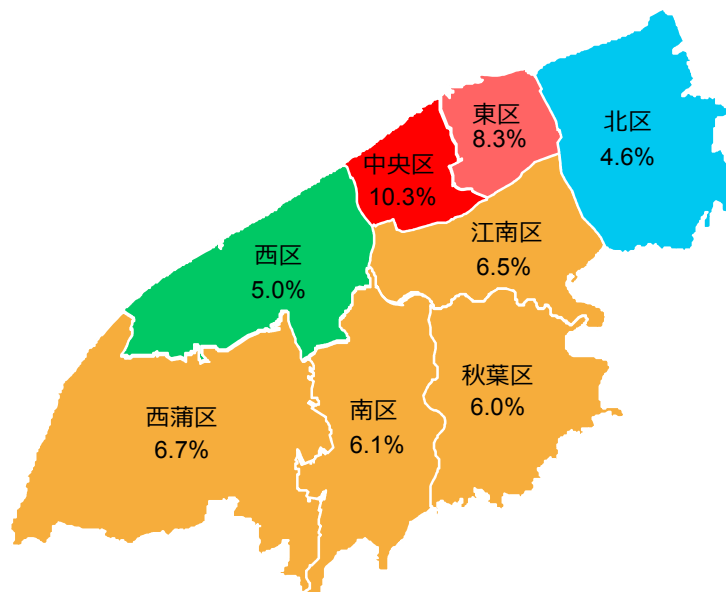 東区
8.3%
北区
4.6%
中央区
10.3%
江南区
6.5%
西区
5.0%
秋葉区
6.0%
西蒲区
6.7%
南区
6.1%